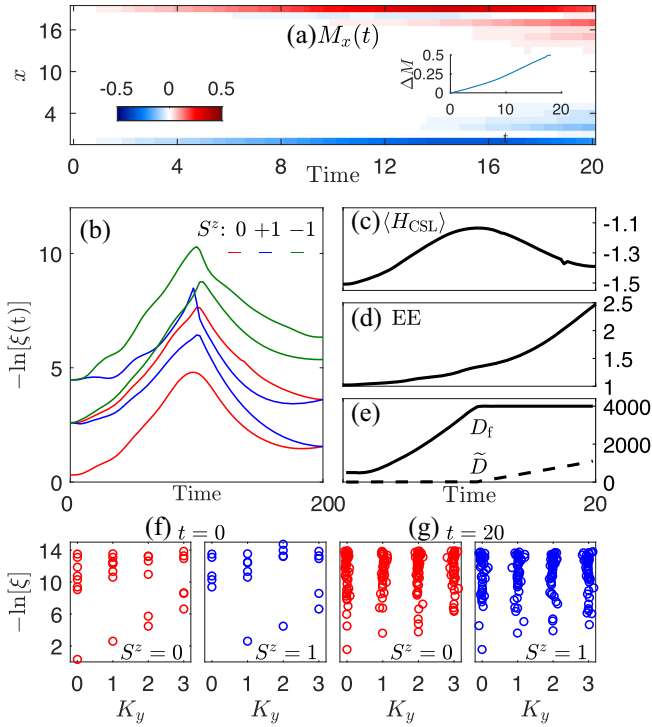 16
10
4
x
(a) M_x(t)
-0.5 0 0.5
0.5
0.25
0
ΔM
0 10 20
t
0 4 8 12 16 20
Time
(b)
S^z: 0 +1 −1
10
5
0
−ln[ξ(t)]
0 Time 200
(c) ⟨H_CSL⟩
-1.1
-1.3
-1.5
(d) EE
2.5
2
1.5
1
(e)
D_f
D̃
4000
2000
0
Time 20
(f) t = 0
(g) t = 20
14
10
6
2
−ln[ξ]
S^z = 0
S^z = 1
S^z = 0
S^z = 1
0 1 2 3
0 1 2 3
0 1 2 3
0 1 2 3
K_y
K_y
K_y
K_y